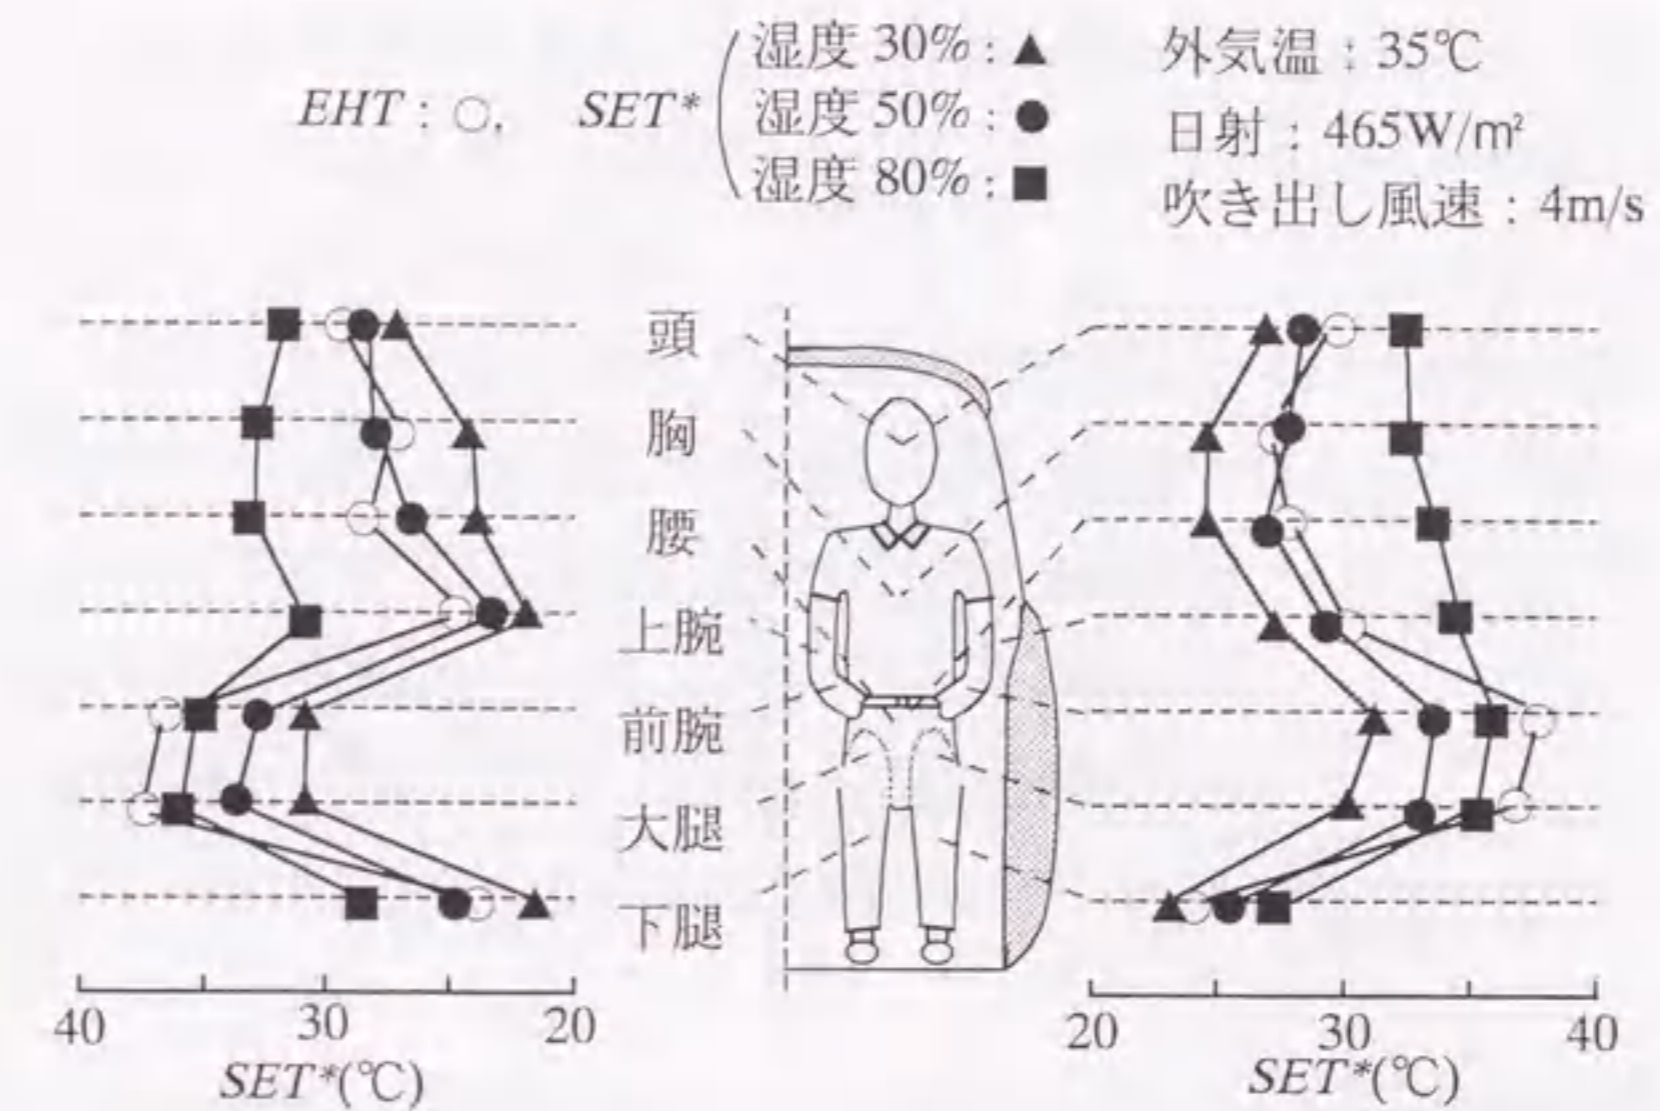 EHT : ○, SET* 湿度 30% : ▲
湿度 50% : ●
湿度 80% : ■
外気温 : 35℃
日射 : 465W/m²
吹き出し風速 : 4m/s
頭
胸
腰
上腕
前腕
大腿
下腿
40 30 20
SET*(℃)
20 30 40
SET*(℃)